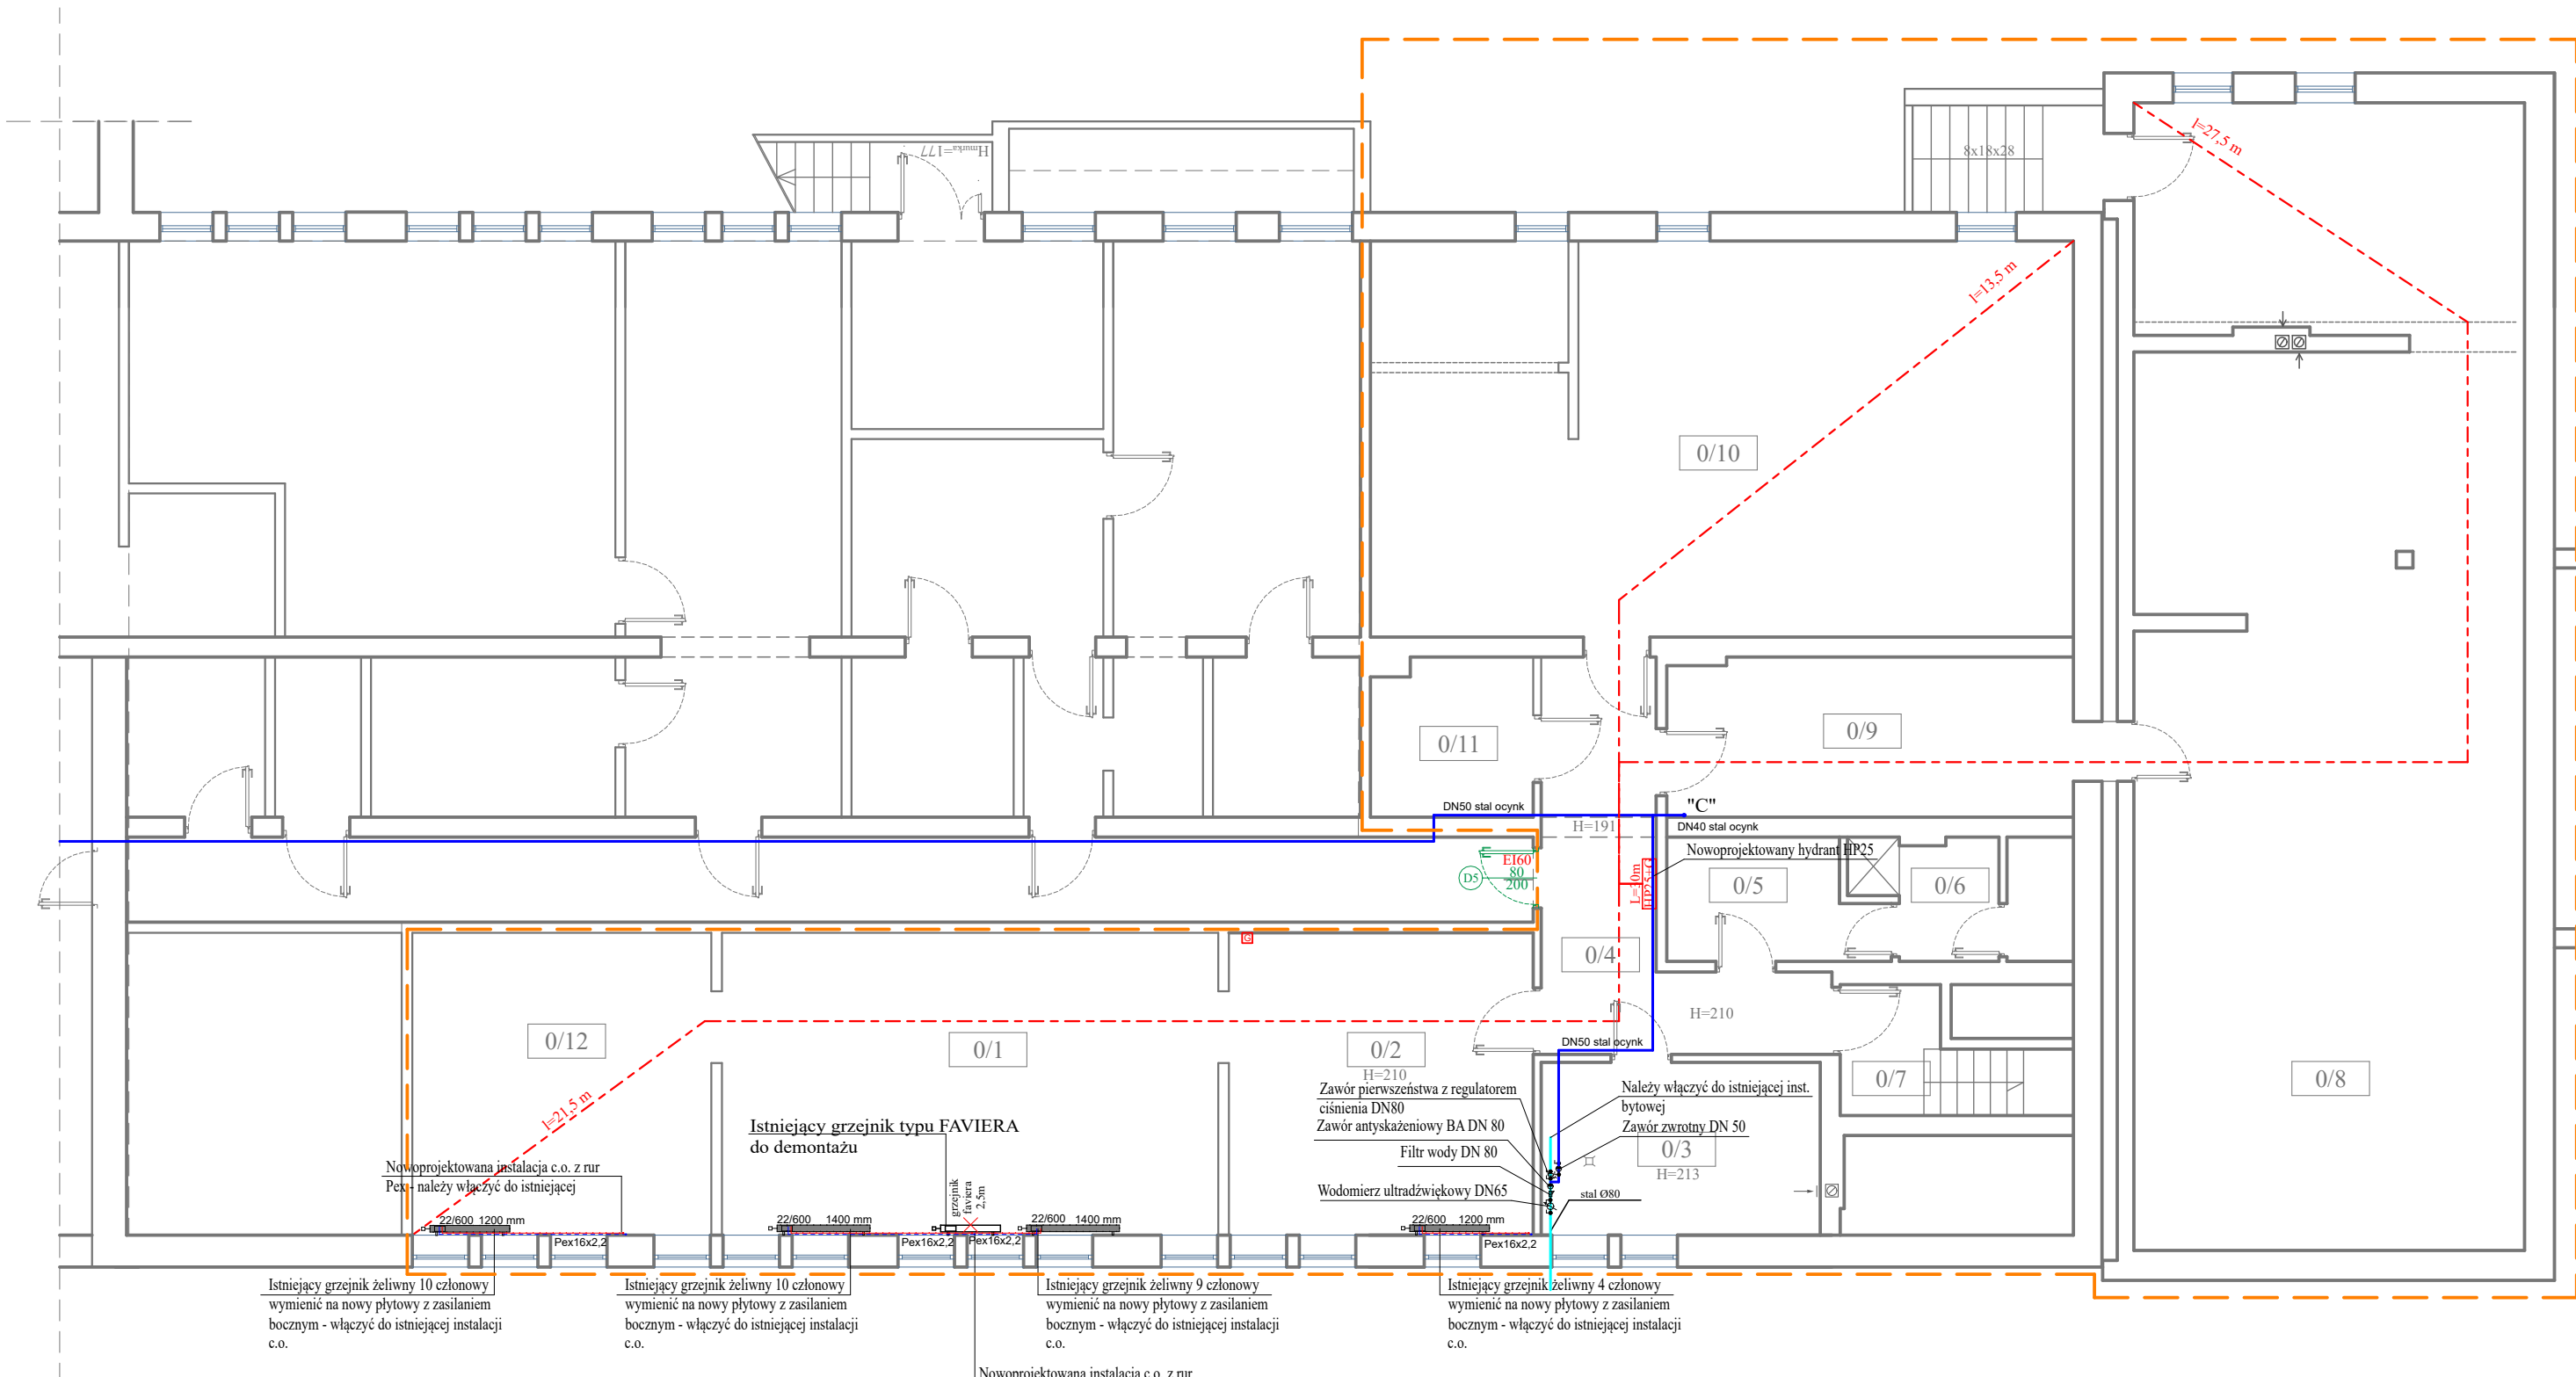 Hmurka=177
8x18x28
l=27,5 m
l=13,5 m
0/10
0/11
0/9
DN50 stal ocynk
"C"
H=191
DN40 stal ocynk
Nowoprojektowany hydrant HP25
EI60
D5
80
200
L=30m
0/5
0/6
G
0/4
0/12
0/1
0/2
H=210
H=210
DN50 stal ocynk
0/7
0/8
l=21,5 m
Zawór pierwszeństwa z regulatorem
ciśnienia DN80
Zawór antyskażeniowy BA DN 80
Filtr wody DN 80
Wodomierz ultradźwiękowy DN65
Należy włączyć do istniejącej inst.
bytowej
Zawór zwrotny DN 50
0/3
H=213
stal Ø80
Istniejący grzejnik typu FAVIERA
do demontażu
Nowoprojektowana instalacja c.o. z rur
Pex - należy włączyć do istniejącej
grzejnik
faviera
2,5m
22/600 1200 mm
22/600 1400 mm
22/600 1400 mm
22/600 1200 mm
Pex16x2,2
Pex16x2,2
Pex16x2,2
Pex16x2,2
Istniejący grzejnik żeliwny 10 członowy
wymienić na nowy płytowy z zasilaniem
bocznym - włączyć do istniejącej instalacji
c.o.
Istniejący grzejnik żeliwny 10 członowy
wymienić na nowy płytowy z zasilaniem
bocznym - włączyć do istniejącej instalacji
c.o.
Istniejący grzejnik żeliwny 9 członowy
wymienić na nowy płytowy z zasilaniem
bocznym - włączyć do istniejącej instalacji
c.o.
Istniejący grzejnik żeliwny 4 członowy
wymienić na nowy płytowy z zasilaniem
bocznym - włączyć do istniejącej instalacji
c.o.
Nowoprojektowana instalacja c.o. z rur